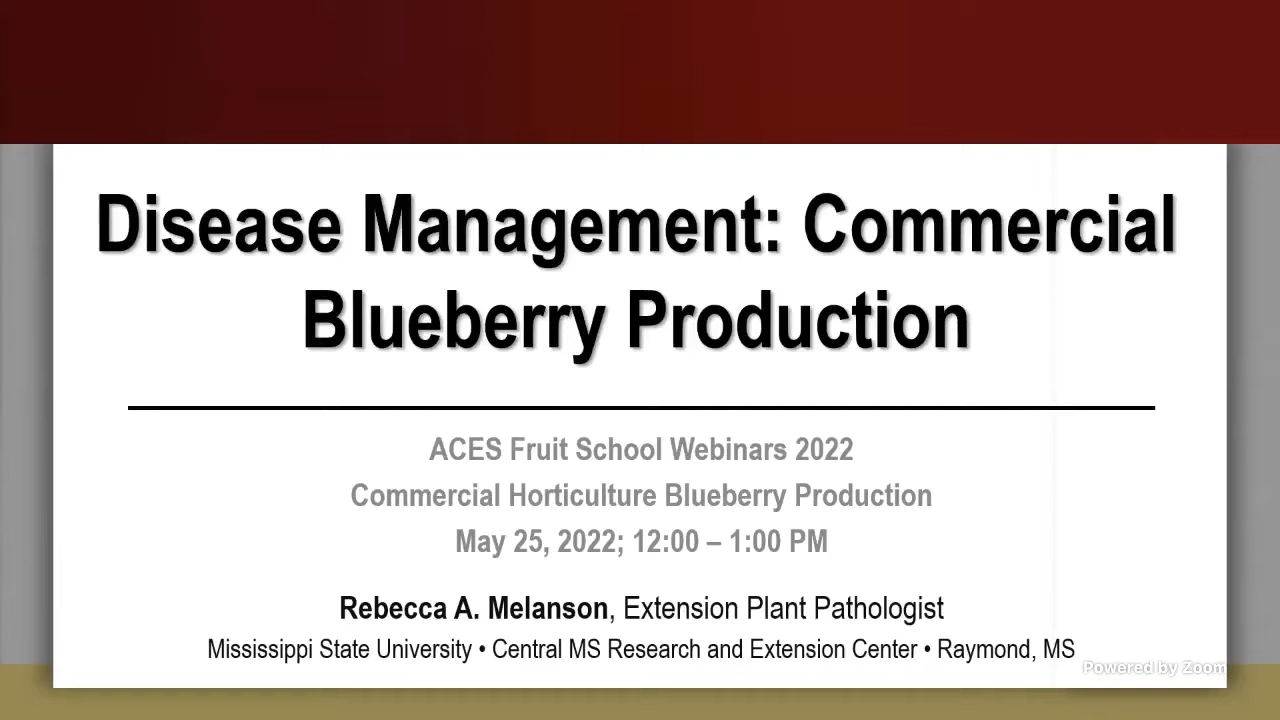 Disease Management: Commercial
Blueberry Production
ACES Fruit School Webinars 2022
Commercial Horticulture Blueberry Production
May 25, 2022; 12:00 – 1:00 PM
Rebecca A. Melanson, Extension Plant Pathologist
Mississippi State University • Central MS Research and Extension Center • Raymond, MS
Powered by Zoom